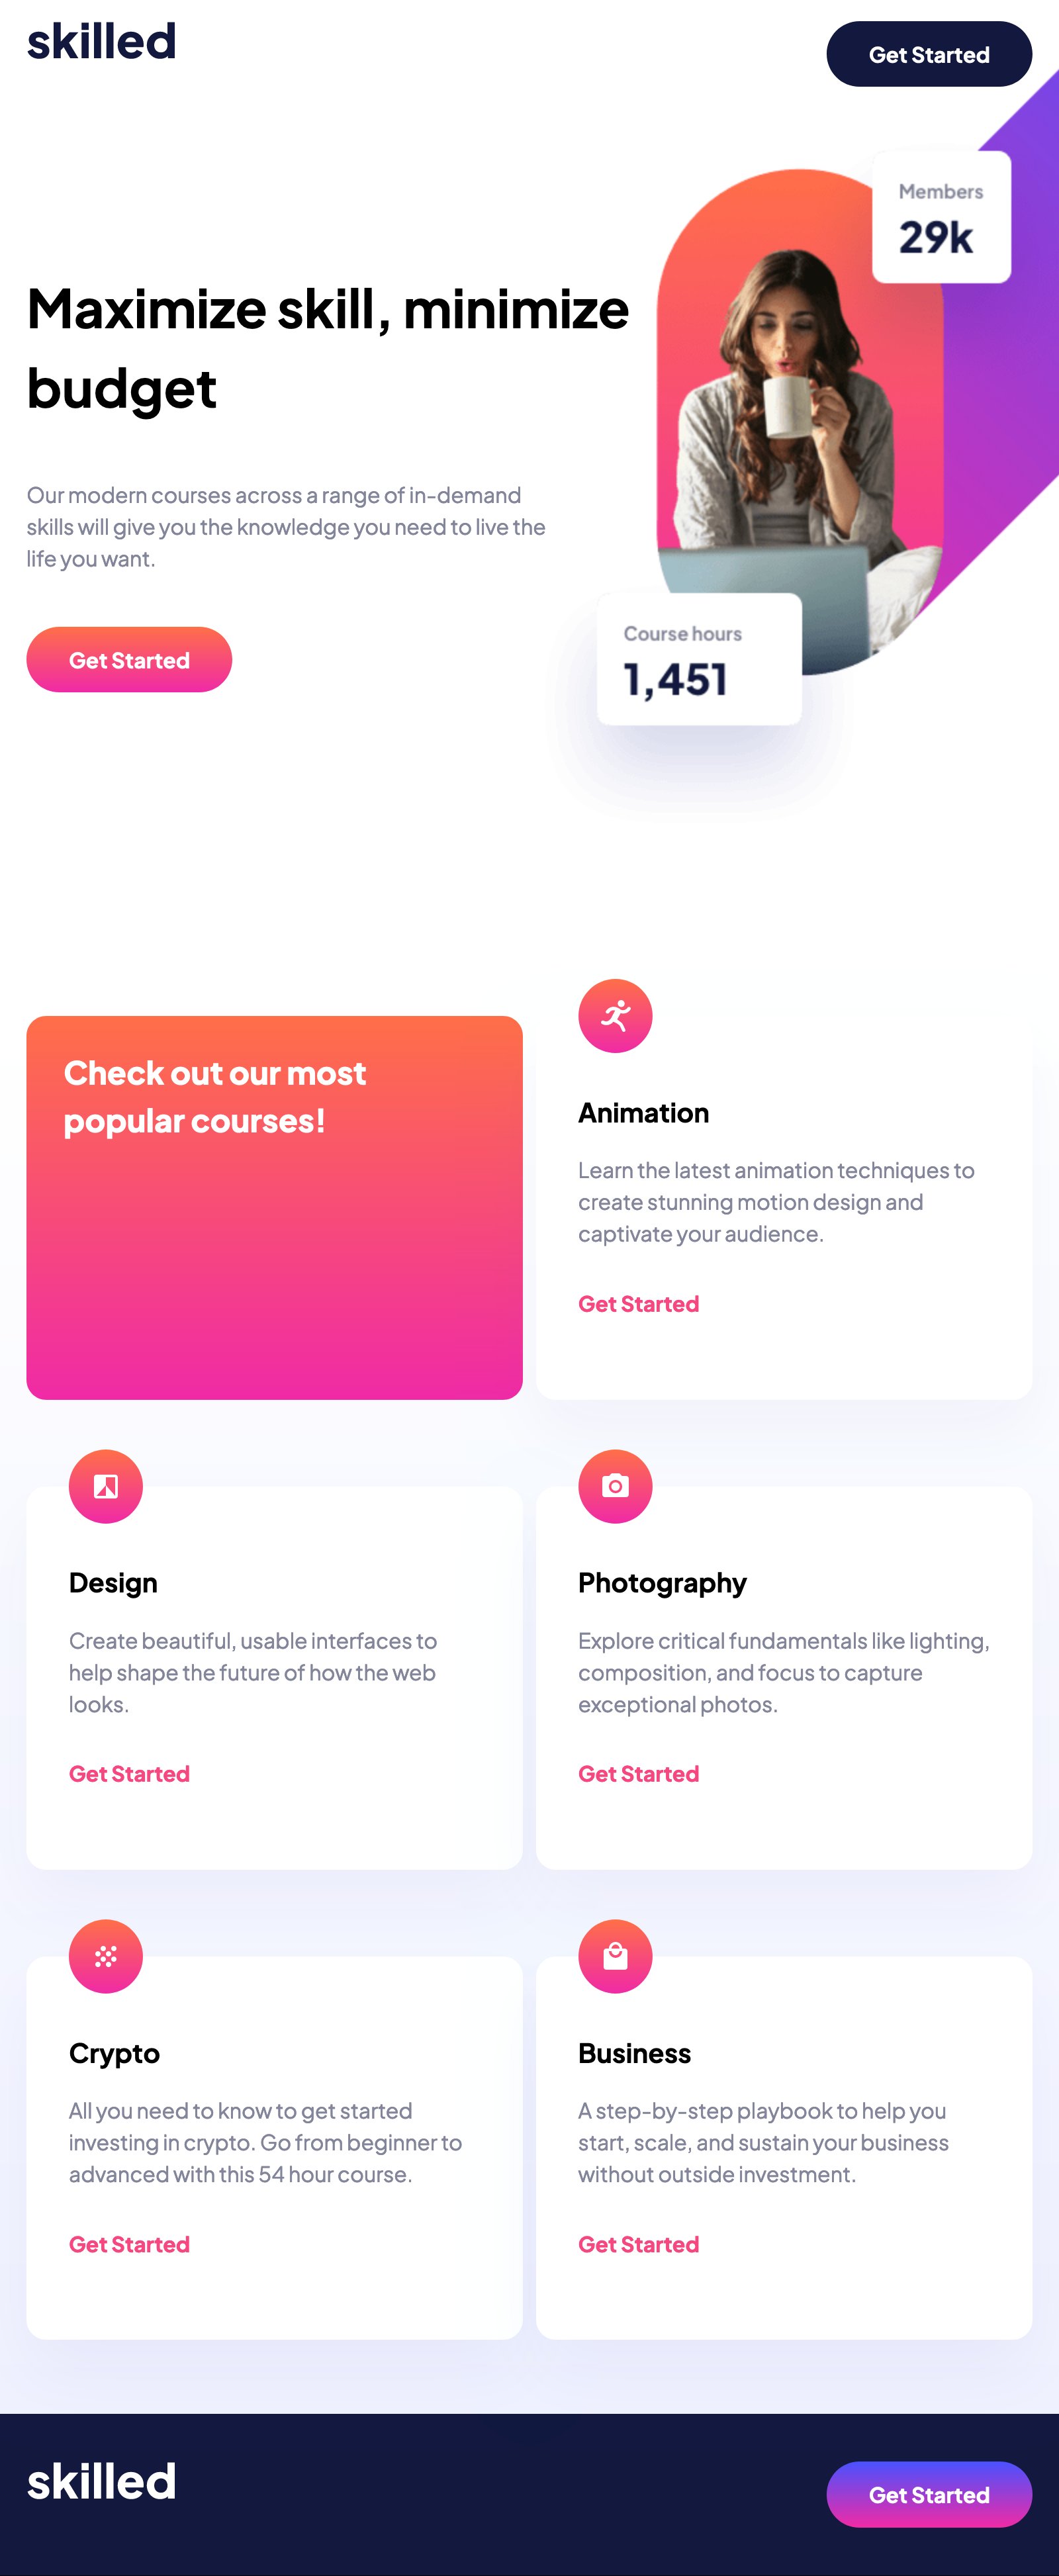 skilled
Get Started
Members
29k
Maximize skill, minimize
budget
Our modern courses across a range of in-demand
skills will give you the knowledge you need to live the
life you want.
Get Started
Course hours
1,451
Check out our most
popular courses!
Animation
Learn the latest animation techniques to
create stunning motion design and
captivate your audience.
Get Started
Design
Create beautiful, usable interfaces to
help shape the future of how the web
looks.
Get Started
Photography
Explore critical fundamentals like lighting,
composition, and focus to capture
exceptional photos.
Get Started
Crypto
All you need to know to get started
investing in crypto. Go from beginner to
advanced with this 54 hour course.
Get Started
Business
A step-by-step playbook to help you
start, scale, and sustain your business
without outside investment.
Get Started
skilled
Get Started